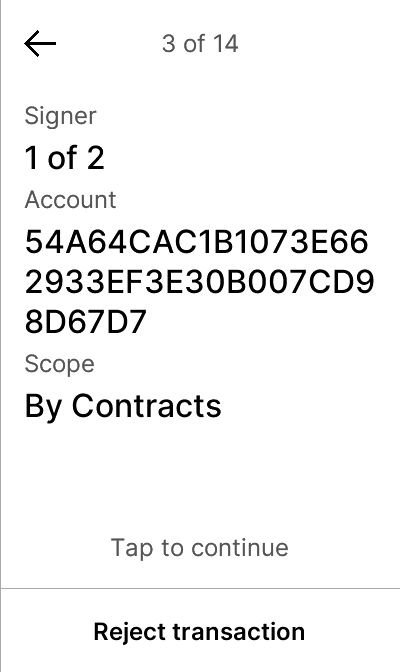 3 of 14
Signer
1 of 2
Account
54A64CAC1B1073E66
2933EF3E30B007CD9
8D67D7
Scope
By Contracts
Tap to continue
Reject transaction